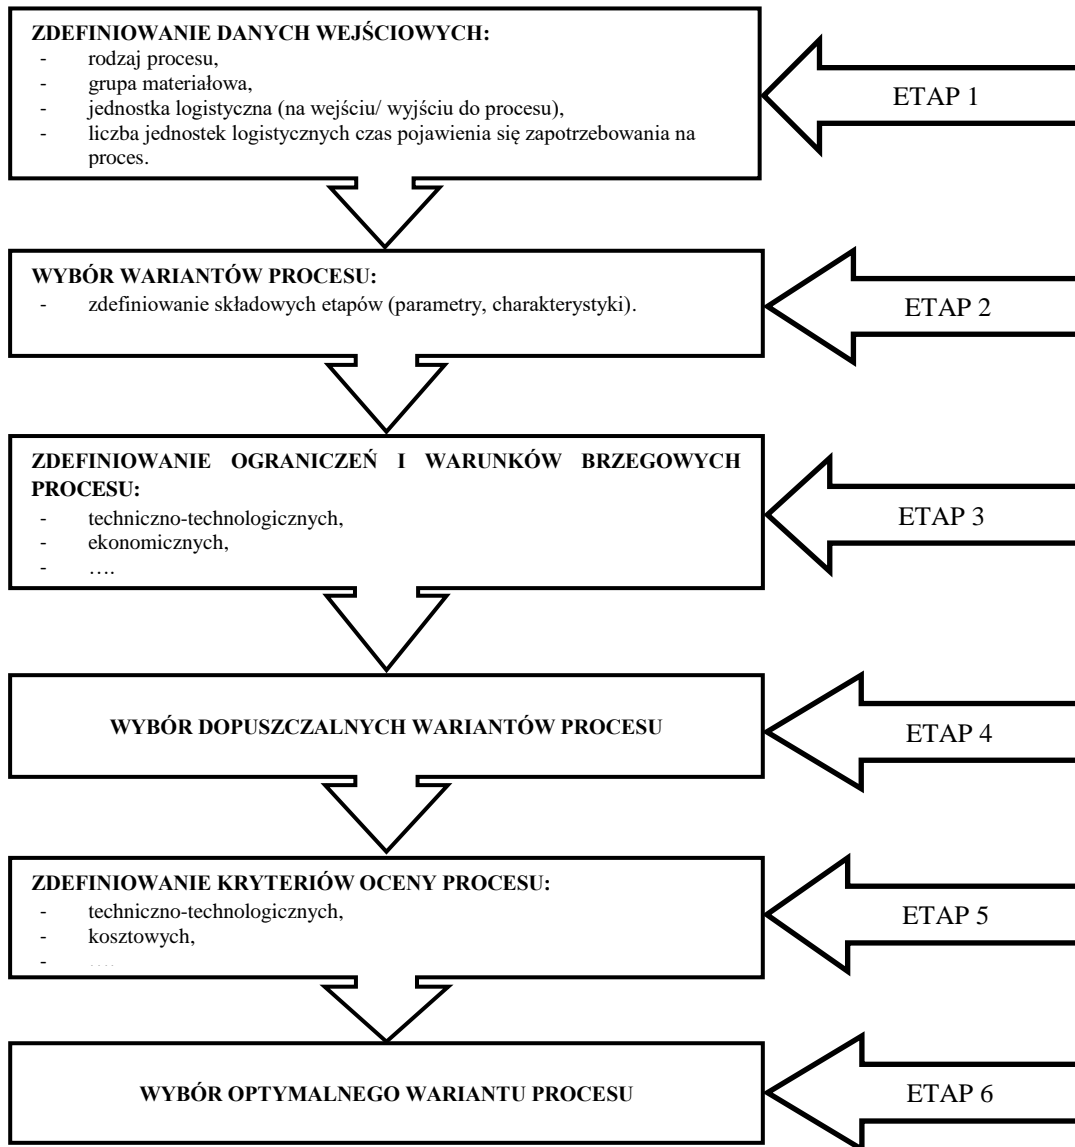 ZDEFINIOWANIE DANYCH WEJŚCIOWYCH:
- rodzaj procesu,
- grupa materiałowa,
- jednostka logistyczna (na wejściu/ wyjściu do procesu),
- liczba jednostek logistycznych czas pojawienia się zapotrzebowania na
proces.
ETAP 1
WYBÓR WARIANTÓW PROCESU:
- zdefiniowanie składowych etapów (parametry, charakterystyki).
ETAP 2
ZDEFINIOWANIE OGRANICZEŃ I WARUNKÓW BRZEGOWYCH
PROCESU:
- techniczno-technologicznych,
- ekonomicznych,
- ….
ETAP 3
WYBÓR DOPUSZCZALNYCH WARIANTÓW PROCESU
ETAP 4
ZDEFINIOWANIE KRYTERIÓW OCENY PROCESU:
- techniczno-technologicznych,
- kosztowych,
- ….
ETAP 5
WYBÓR OPTYMALNEGO WARIANTU PROCESU
ETAP 6